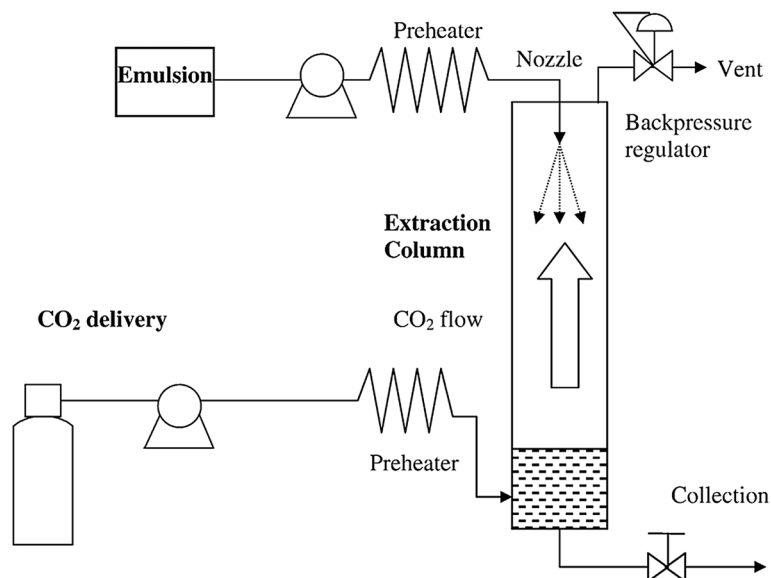 Preheater
Emulsion
Nozzle
Vent
Backpressure
regulator
Extraction
Column
CO₂ delivery
CO₂ flow
Preheater
Collection